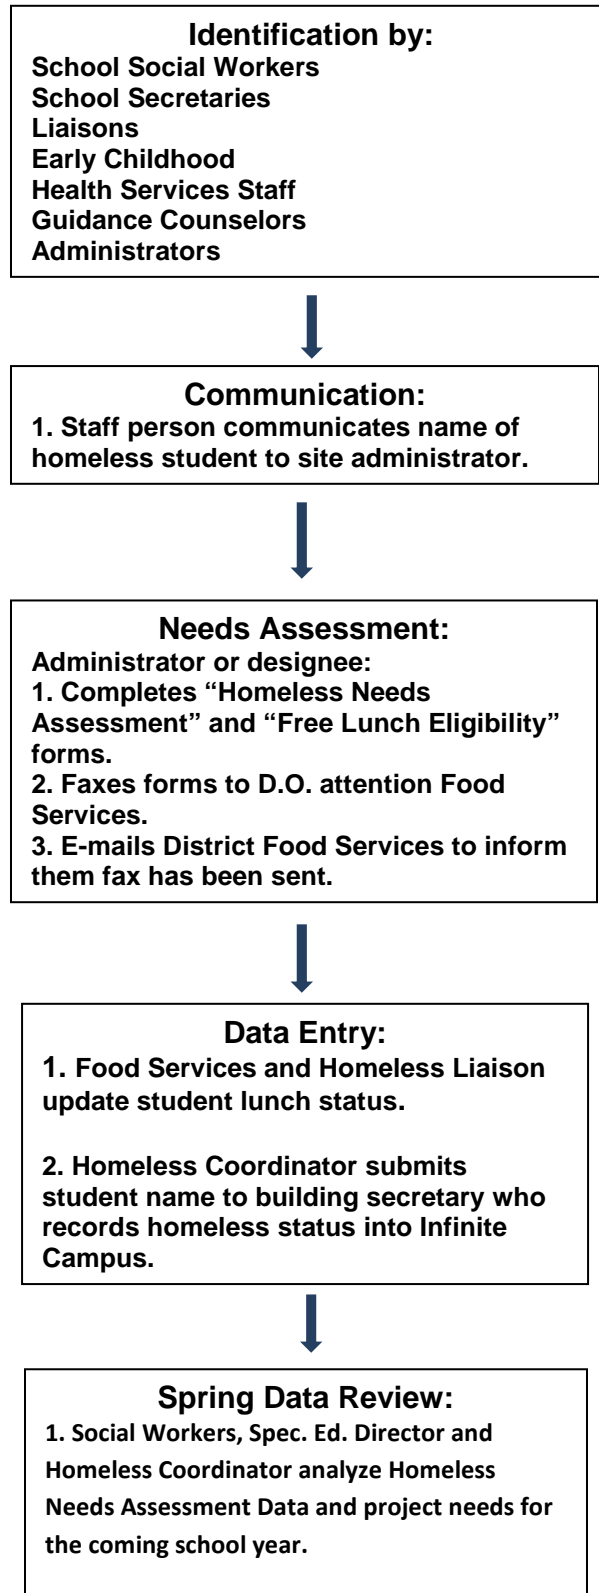 Identification by:
School Social Workers
School Secretaries
Liaisons
Early Childhood
Health Services Staff
Guidance Counselors
Administrators
Communication:
1. Staff person communicates name of
homeless student to site administrator.
Needs Assessment:
Administrator or designee:
1. Completes “Homeless Needs
Assessment” and “Free Lunch Eligibility”
forms.
2. Faxes forms to D.O. attention Food
Services.
3. E-mails District Food Services to inform
them fax has been sent.
Data Entry:
1. Food Services and Homeless Liaison
update student lunch status.
2. Homeless Coordinator submits
student name to building secretary who
records homeless status into Infinite
Campus.
Spring Data Review:
1. Social Workers, Spec. Ed. Director and
Homeless Coordinator analyze Homeless
Needs Assessment Data and project needs for
the coming school year.